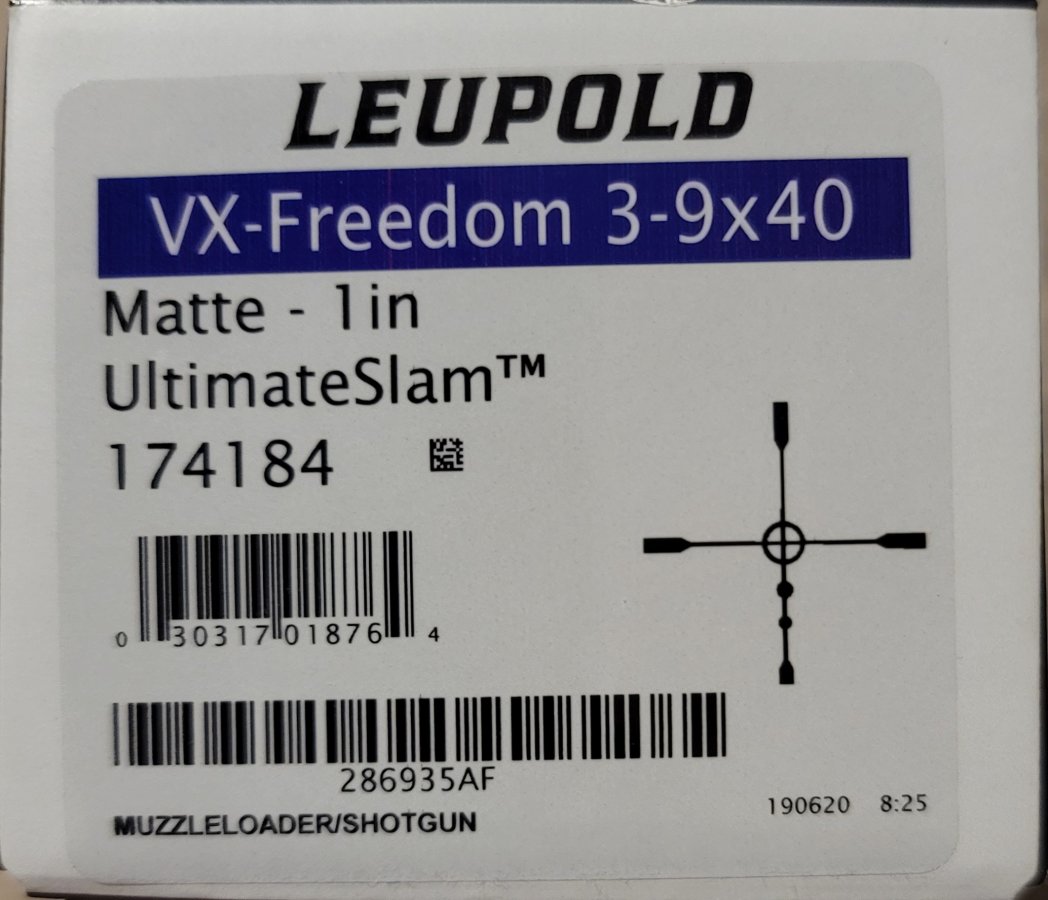 LEUPOLD
VX-Freedom 3-9x40
Matte - 1in
UltimateSlam™
174184
0 30317 01876 4
286935AF
MUZZLELOADER/SHOTGUN
190620 8:25